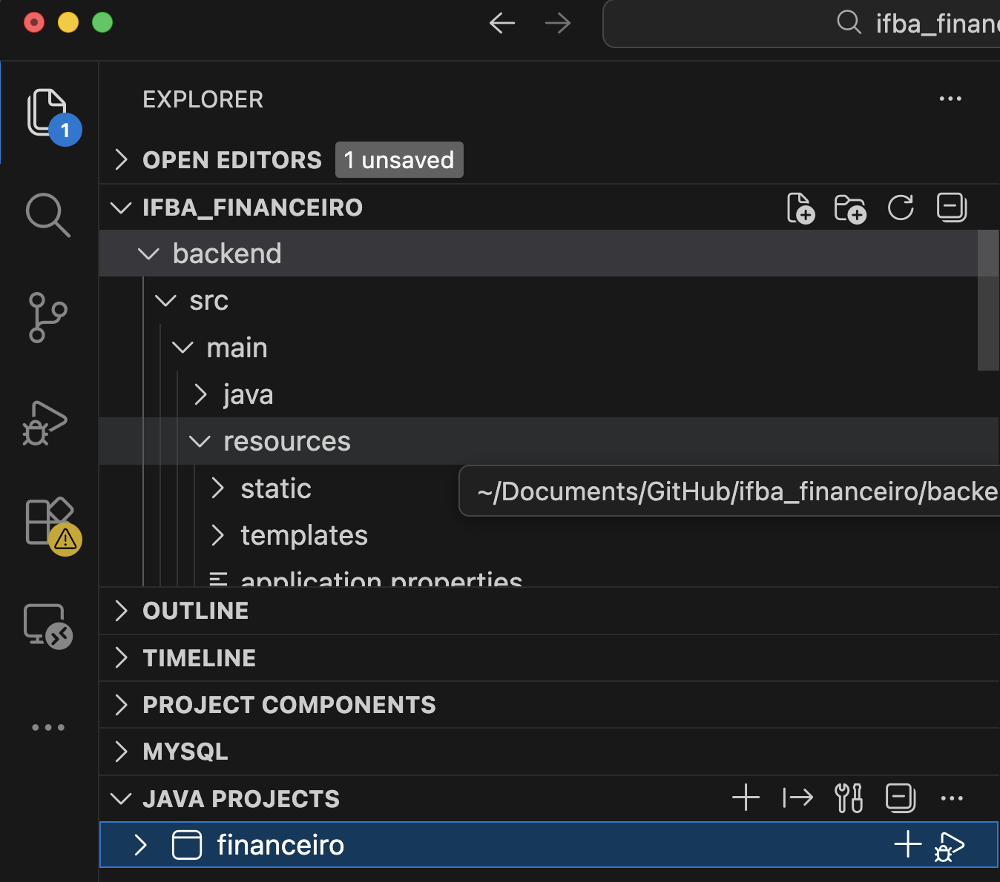 ifba_financ
EXPLORER
1
OPEN EDITORS 1 unsaved
IFBA_FINANCEIRO
backend
src
main
java
resources
static
~/Documents/GitHub/ifba_financeiro/backe
templates
application.properties
OUTLINE
TIMELINE
PROJECT COMPONENTS
MYSQL
JAVA PROJECTS
financeiro